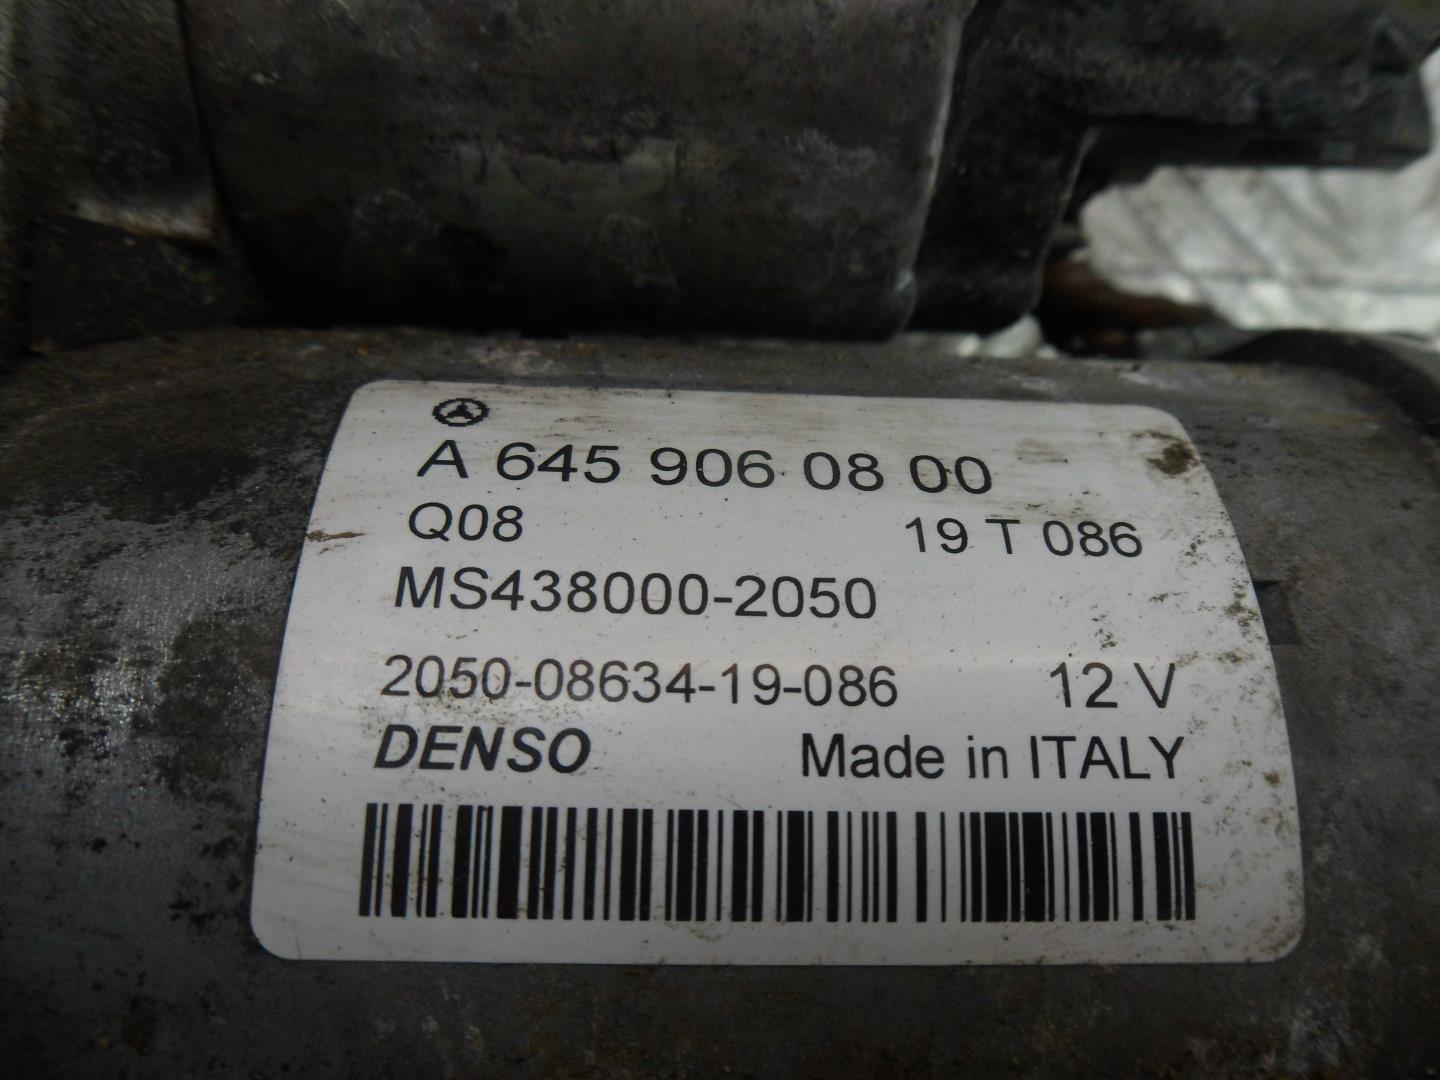 A 645 906 08 00
Q08 19 T 086
MS438000-2050
2050-08634-19-086 12 V
DENSO Made in ITALY